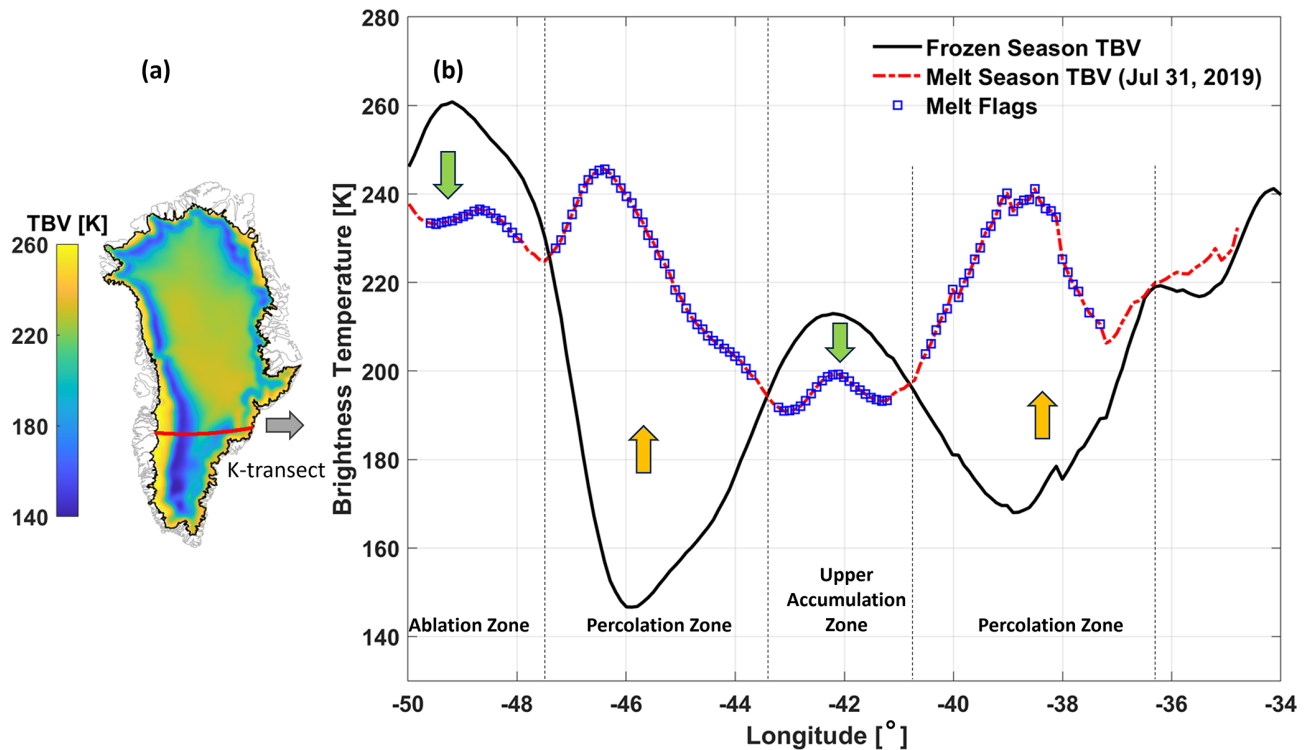 (a)
TBV [K]
260
220
180
140
K-transect
(b)
Frozen Season TBV
Melt Season TBV (Jul 31, 2019)
Melt Flags
Brightness Temperature [K]
280
260
240
220
200
180
160
140
Ablation Zone
Percolation Zone
Upper
Accumulation
Zone
Percolation Zone
-50
-48
-46
-44
-42
-40
-38
-36
-34
Longitude [°]